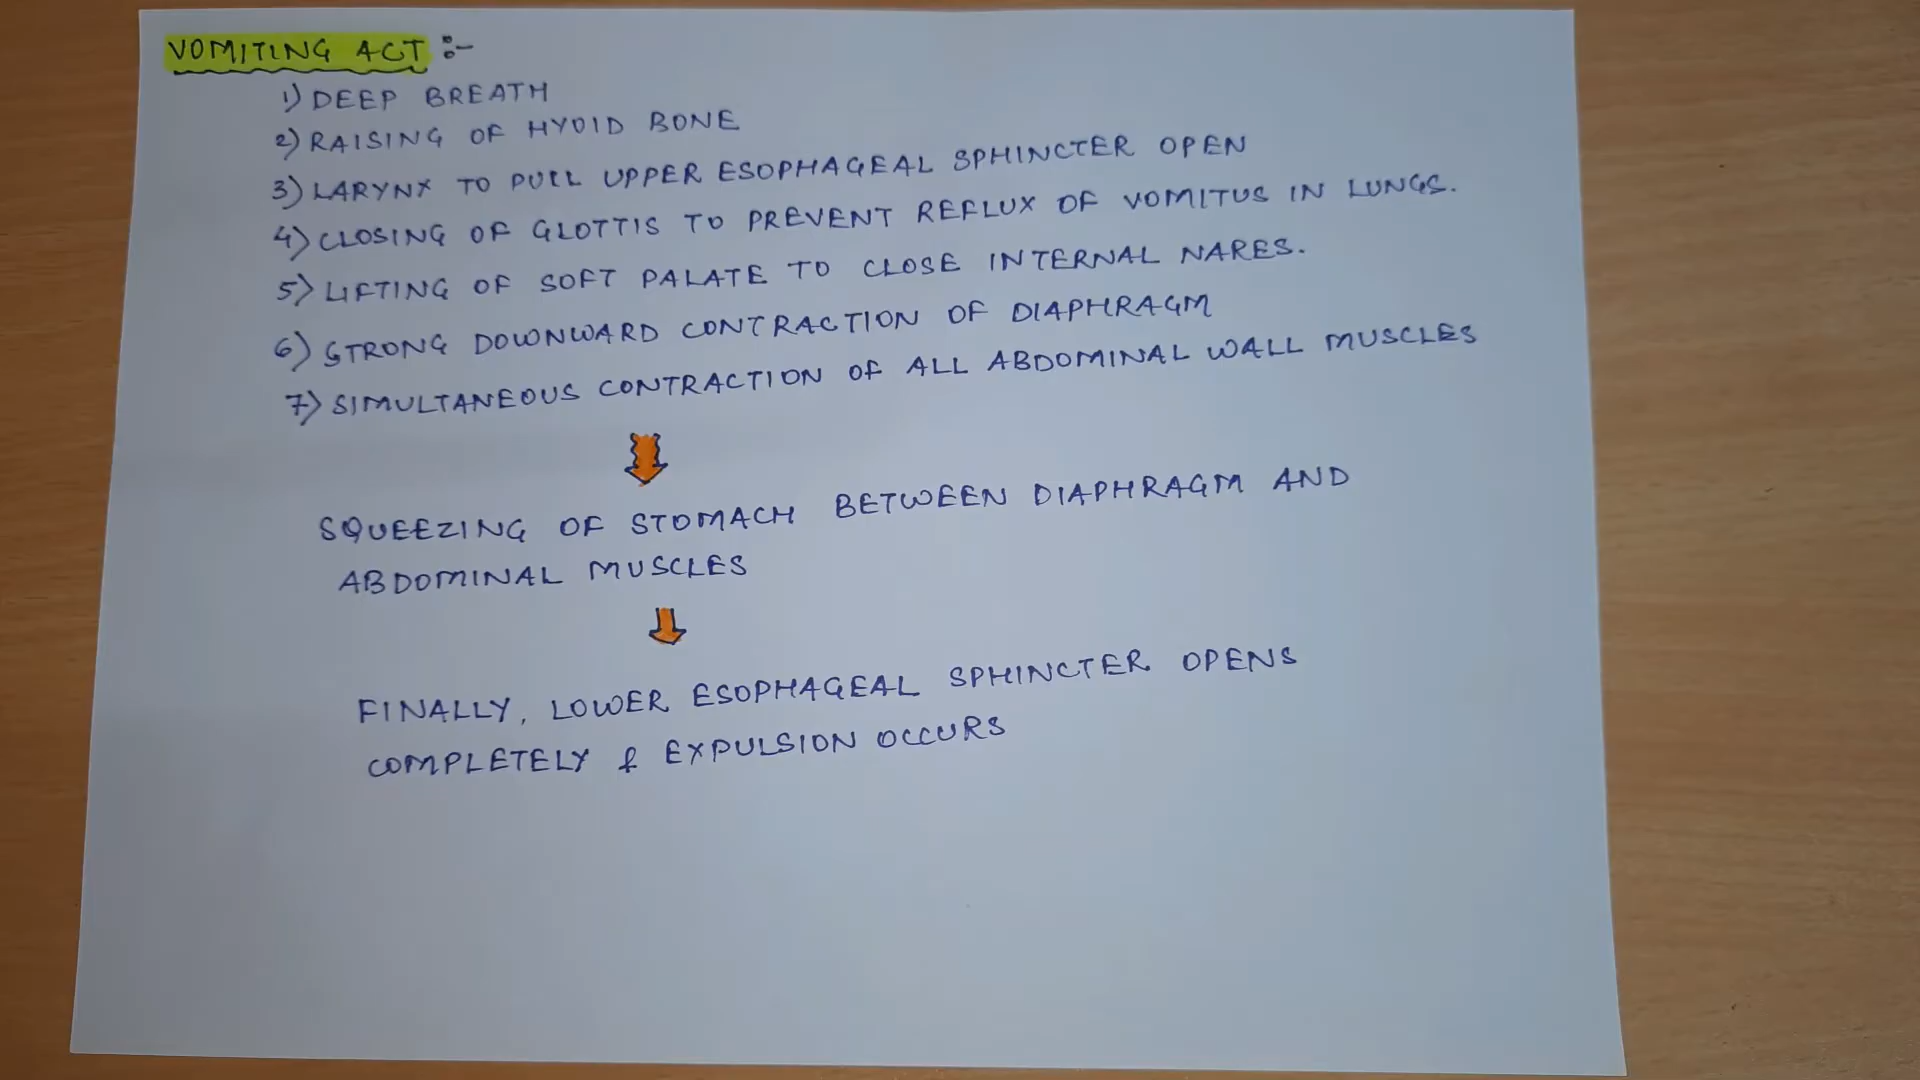 VOMITING ACT :-
1) DEEP BREATH
2) RAISING OF HYOID BONE
3) LARYNX TO PULL UPPER ESOPHAGEAL SPHINCTER OPEN
4) CLOSING OF GLOTTIS TO PREVENT REFLUX OF VOMITUS IN LUNGS.
5) LIFTING OF SOFT PALATE TO CLOSE INTERNAL NARES.
6) STRONG DOWNWARD CONTRACTION OF DIAPHRAGM
7) SIMULTANEOUS CONTRACTION OF ALL ABDOMINAL WALL MUSCLES
SQUEEZING OF STOMACH BETWEEN DIAPHRAGM AND
ABDOMINAL MUSCLES
FINALLY, LOWER ESOPHAGEAL SPHINCTER OPENS
COMPLETELY & EXPULSION OCCURS